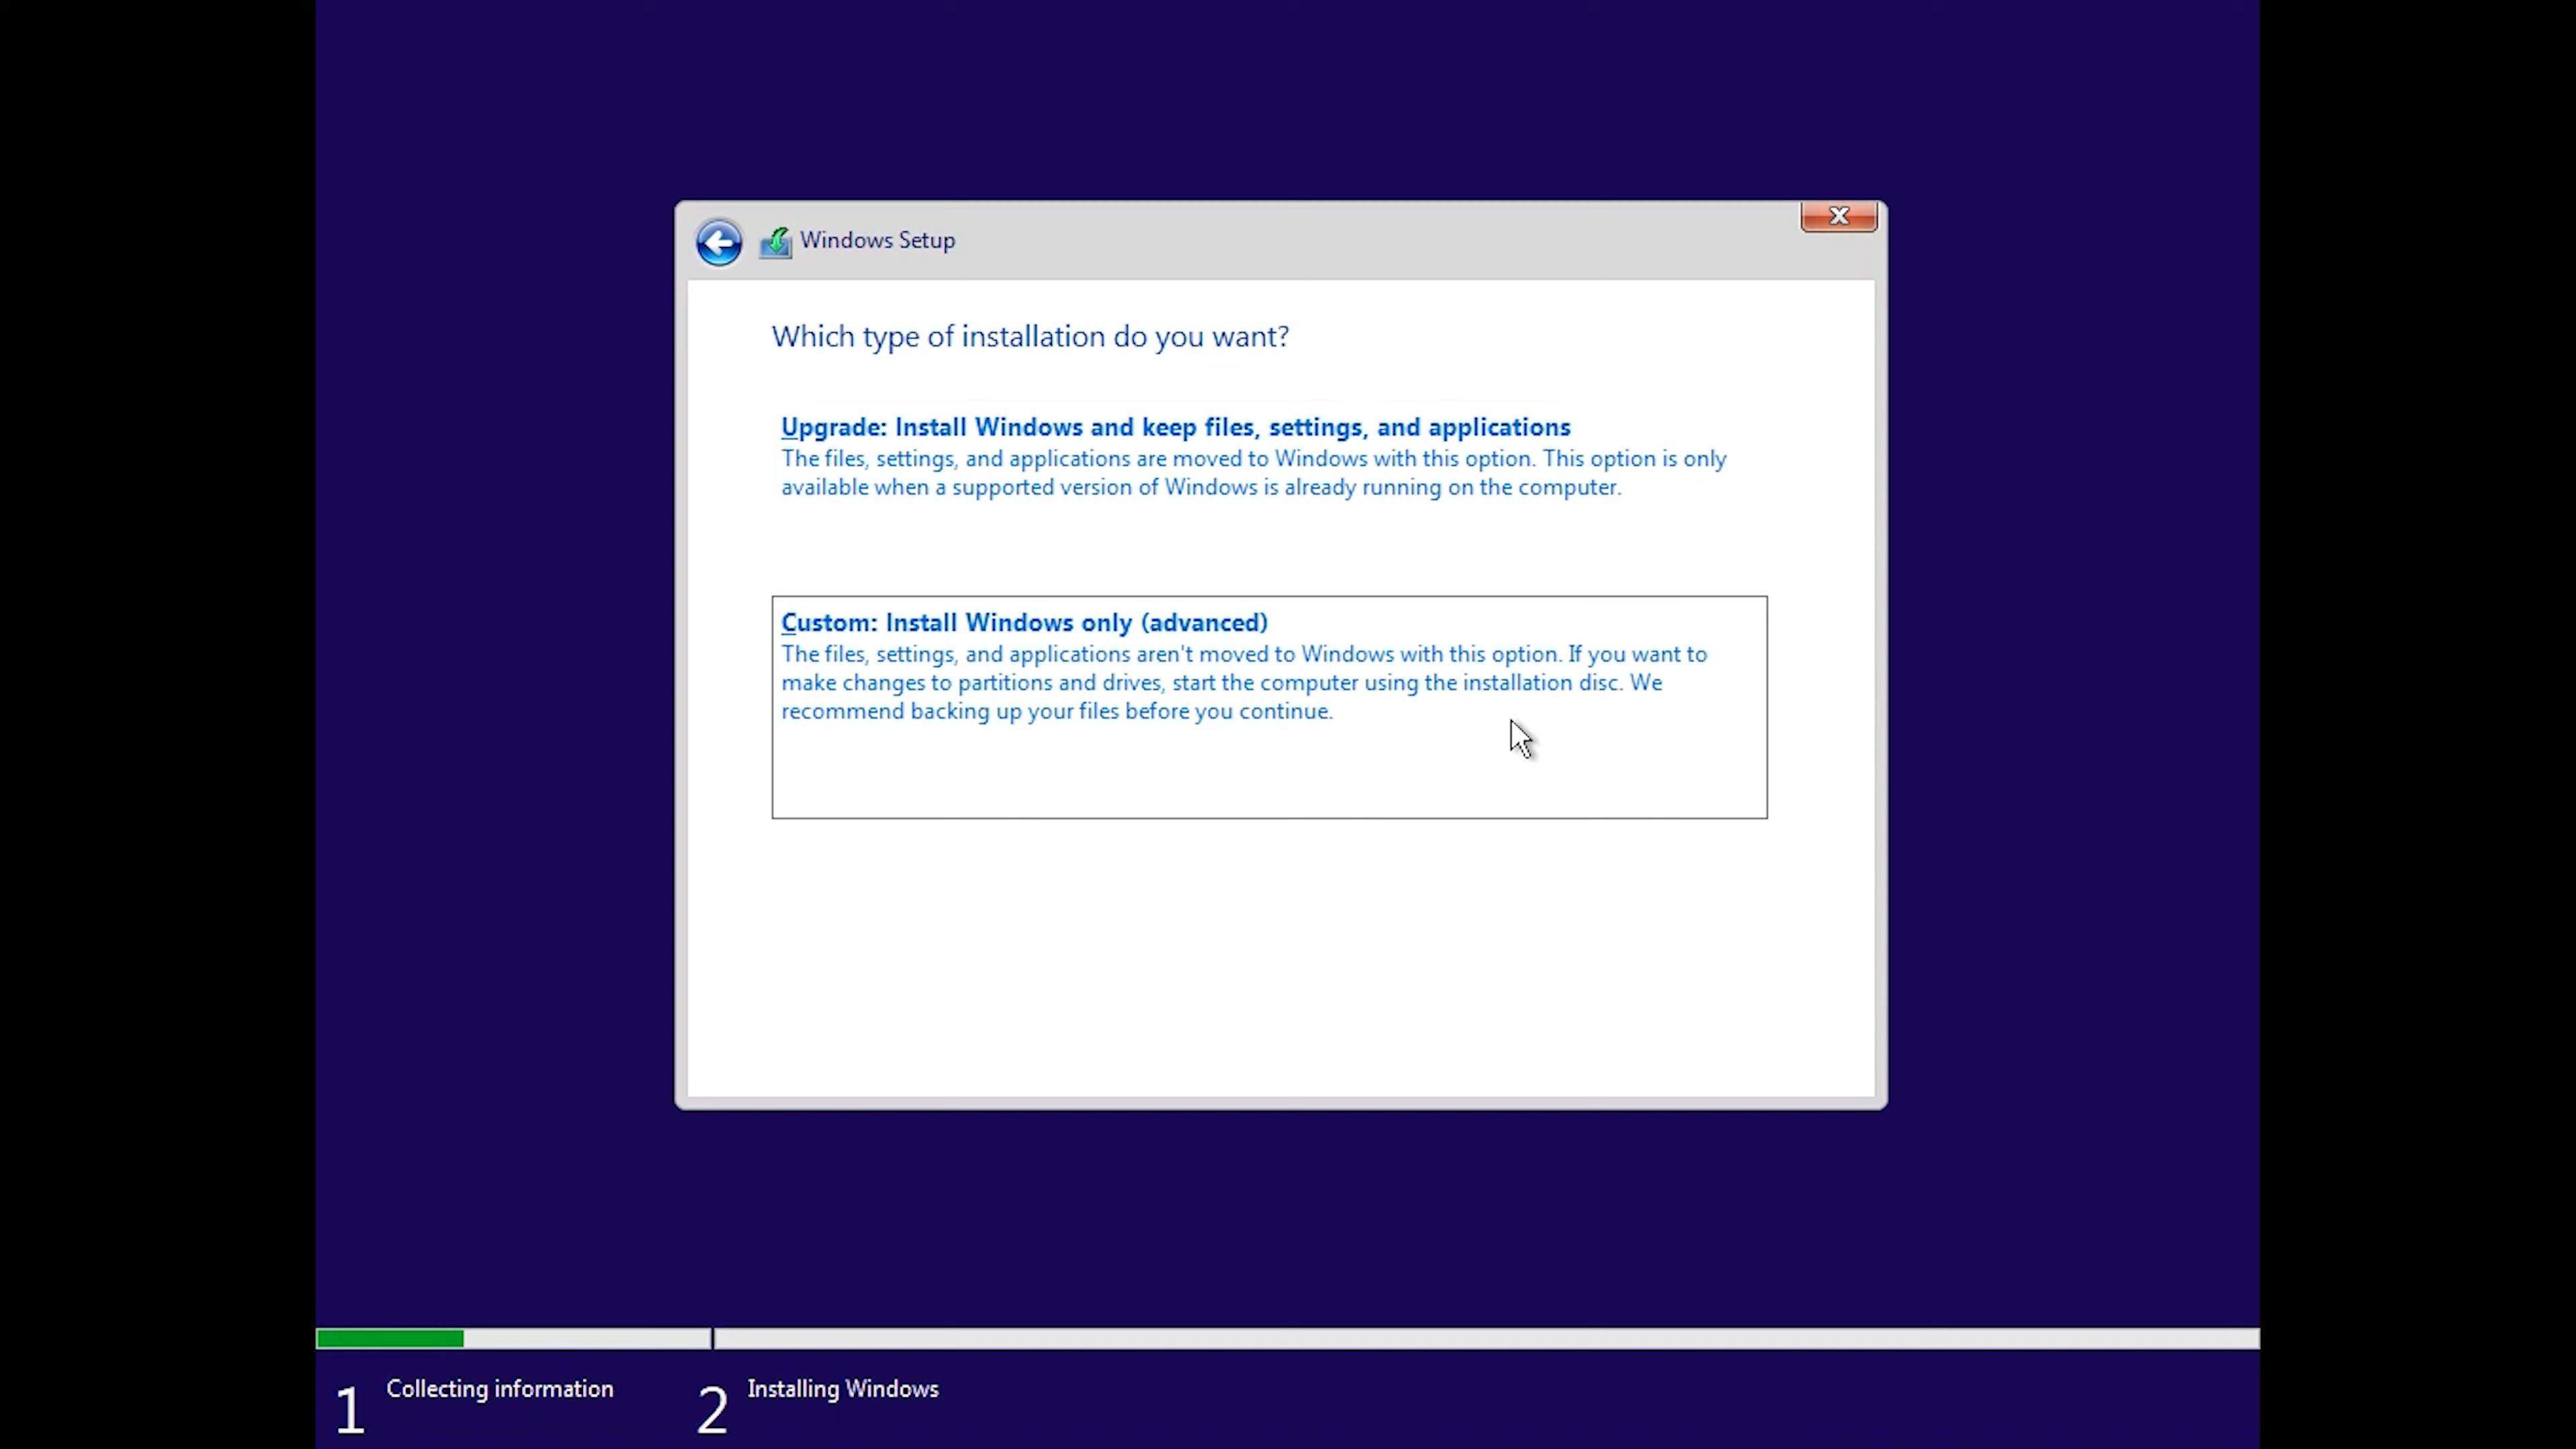 Windows Setup
Which type of installation do you want?
Upgrade: Install Windows and keep files, settings, and applications
The files, settings, and applications are moved to Windows with this option. This option is only
available when a supported version of Windows is already running on the computer.
Custom: Install Windows only (advanced)
The files, settings, and applications aren't moved to Windows with this option. If you want to
make changes to partitions and drives, start the computer using the installation disc. We
recommend backing up your files before you continue.
1 Collecting information
2 Installing Windows